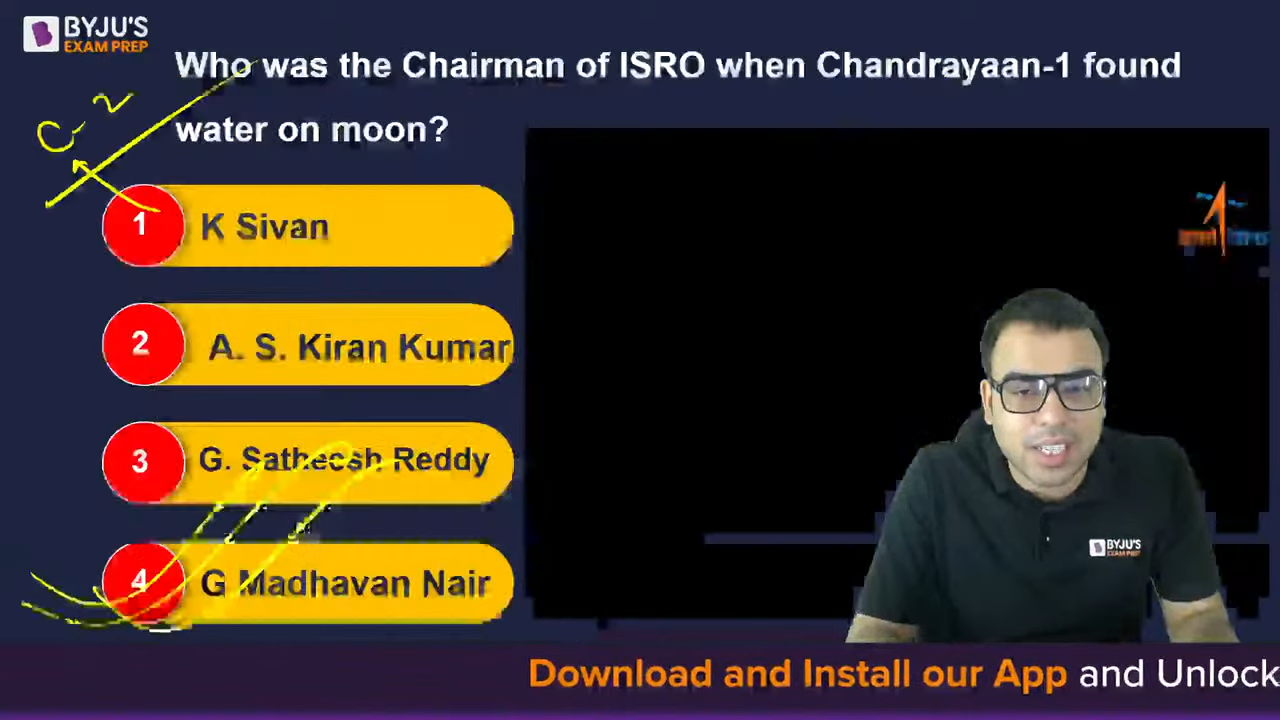 BYJU'S
EXAM PREP
Who was the Chairman of ISRO when Chandrayaan-1 found
water on moon?
C-2
1 K Sivan
2 A. S. Kiran Kumar
3 G. Satheesh Reddy
4 G Madhavan Nair
BYJU'S
EXAM PREP
Download and Install our App and Unlock